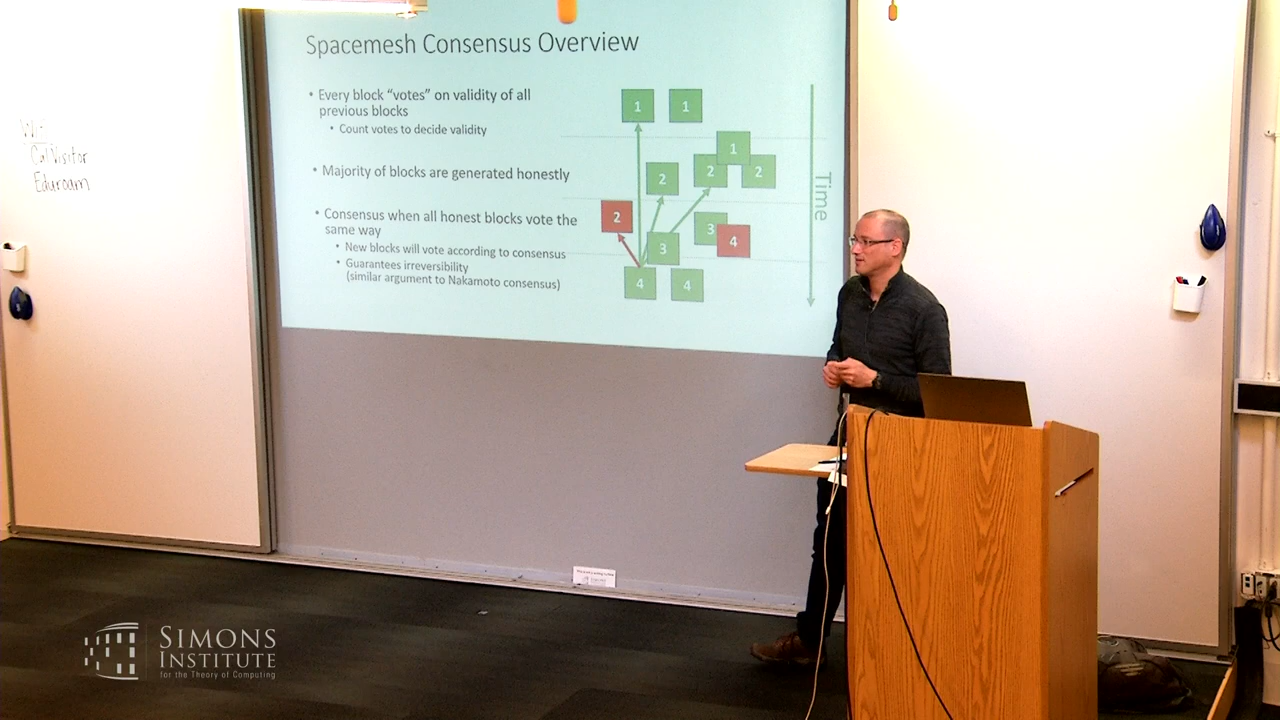 Spacemesh Consensus Overview
• Every block “votes” on validity of all
previous blocks
• Count votes to decide validity
• Majority of blocks are generated honestly
• Consensus when all honest blocks vote the
same way
• New blocks will vote according to consensus
• Guarantees irreversibility
(similar argument to Nakamoto consensus)
1 1
1
2 2 2
2
3 4
3
4 4
Time
CalVisitor
Eduroam
SIMONS
INSTITUTE
for the Theory of Computing